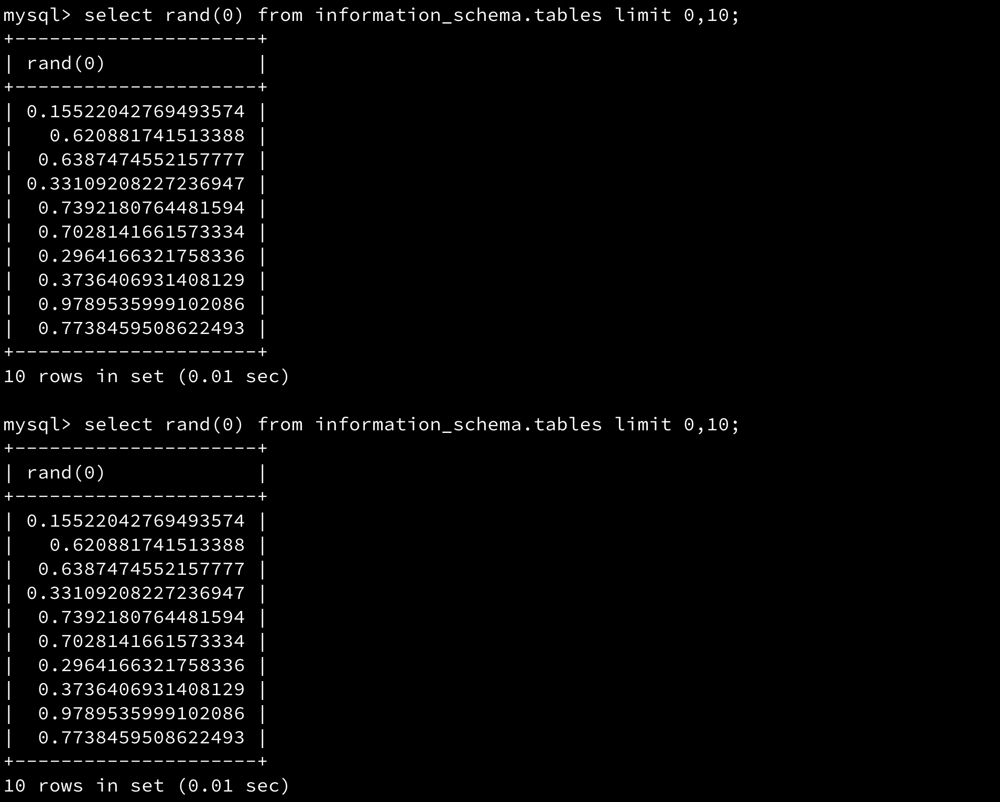 mysql> select rand(0) from information_schema.tables limit 0,10;
+---------------------+
| rand(0)             |
+---------------------+
| 0.15522042769493574 |
|   0.620881741513388 |
|  0.6387474552157777 |
| 0.33109208227236947 |
|  0.7392180764481594 |
|  0.7028141661573334 |
|  0.2964166321758336 |
|  0.3736406931408129 |
|  0.9789535999102086 |
|  0.7738459508622493 |
+---------------------+
10 rows in set (0.01 sec)

mysql> select rand(0) from information_schema.tables limit 0,10;
+---------------------+
| rand(0)             |
+---------------------+
| 0.15522042769493574 |
|   0.620881741513388 |
|  0.6387474552157777 |
| 0.33109208227236947 |
|  0.7392180764481594 |
|  0.7028141661573334 |
|  0.2964166321758336 |
|  0.3736406931408129 |
|  0.9789535999102086 |
|  0.7738459508622493 |
+---------------------+
10 rows in set (0.01 sec)